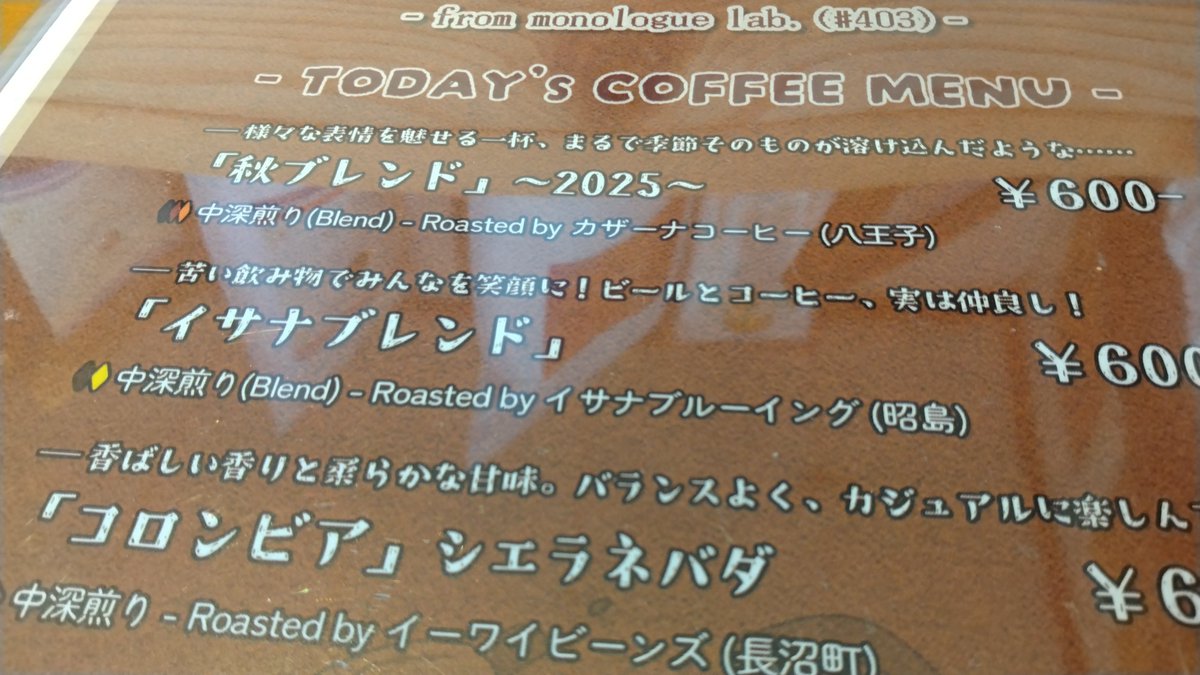 - from monologue lab. (#403) -
- TODAY's COFFEE MENU -
—様々な表情を魅せる一杯、まるで季節そのものが溶け込んだような……
「秋ブレンド」〜2025〜 ¥600-
中深煎り(Blend) - Roasted by カザーナコーヒー(八王子)
—苦い飲み物でみんなを笑顔に!ビールとコーヒー、実は仲良し!
「イサナブレンド」 ¥600
中深煎り(Blend) - Roasted by イサナブルーイング(昭島)
—香ばしい香りと柔らかな甘味。バランスよく、カジュアルに楽しん
「コロンビア」シエラネバダ ¥6
中深煎り - Roasted by イーワイビーンズ(長沼町)